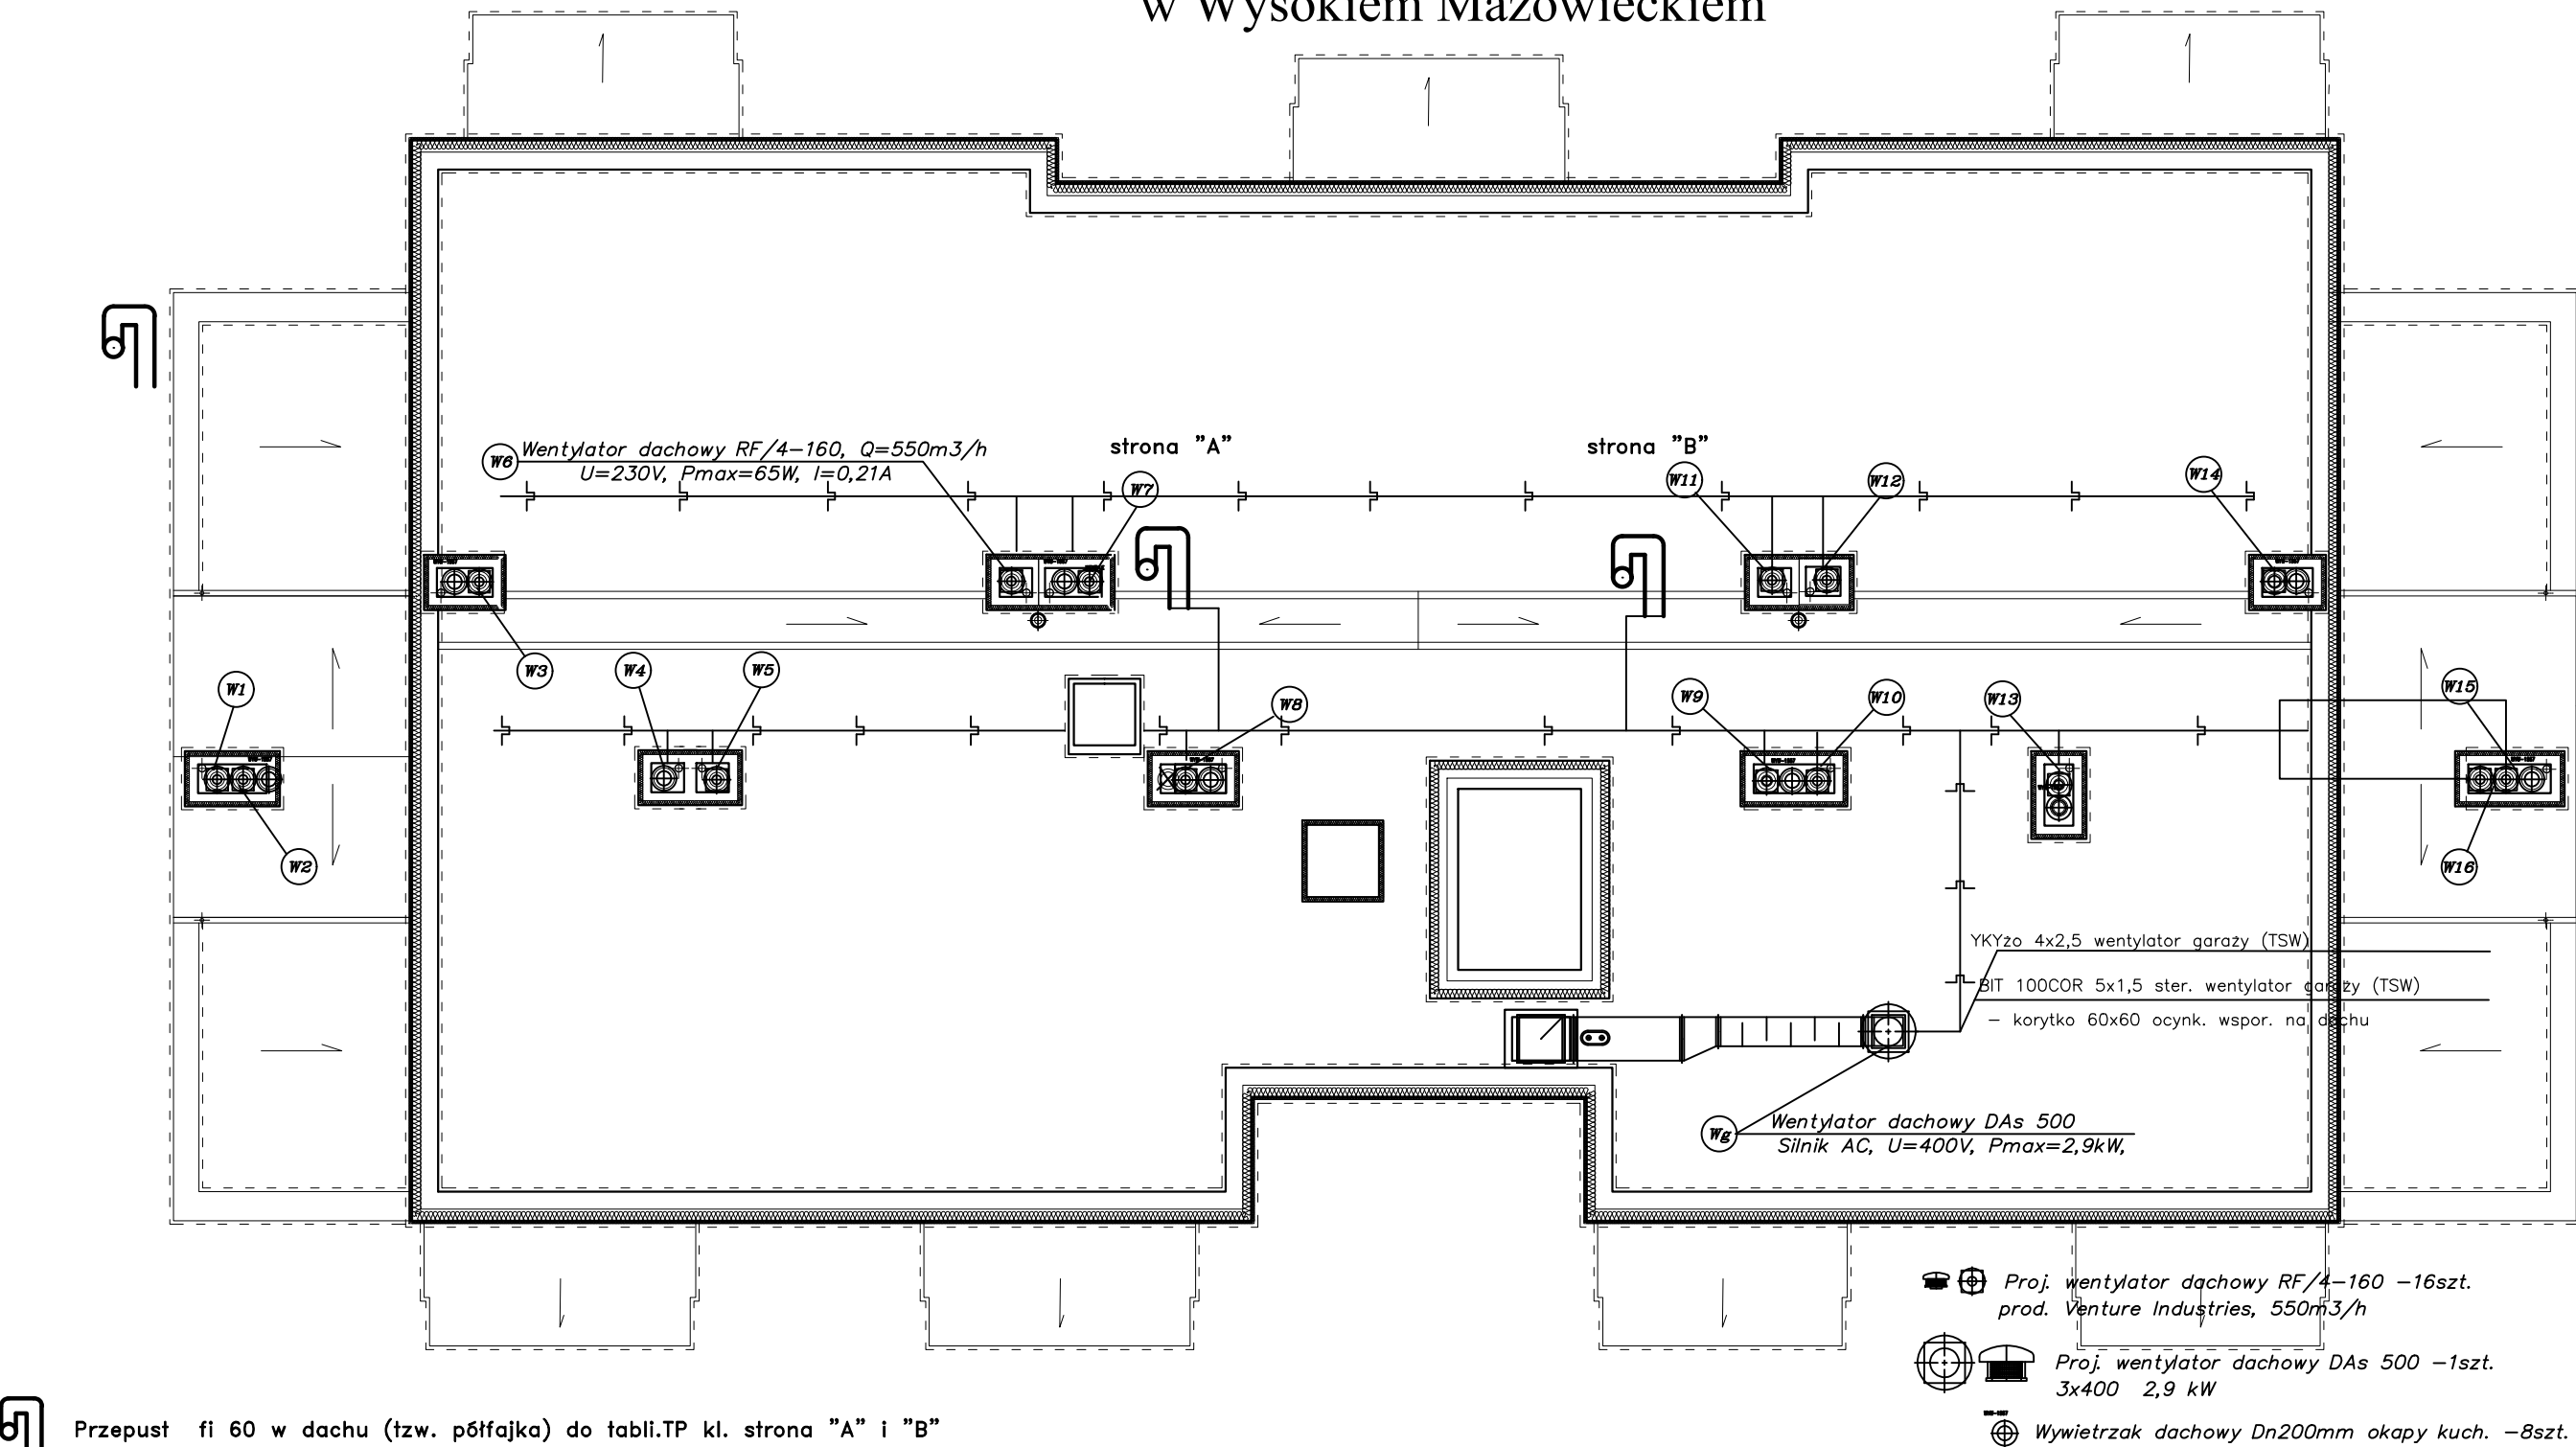 w Wysokiem Mazowieckiem
W6 Wentylator dachowy RF/4-160, Q=550m3/h
U=230V, Pmax=65W, I=0,21A
strona "A"
strona "B"
W7
W11
W12
W14
W3
W4
W5
W1
W8
W9
W10
W13
W15
W2
W16
YKYżo 4x2,5 wentylator garaży (TSW)
BIT 100COR 5x1,5 ster. wentylator garaży (TSW)
- korytko 60x60 ocynk. wspor. na dachu
Wg Wentylator dachowy DAs 500
Silnik AC, U=400V, Pmax=2,9kW,
Proj. wentylator dachowy RF/4-160 -16szt.
prod. Venture Industries, 550m3/h
Proj. wentylator dachowy DAs 500 -1szt.
3x400 2,9 kW
Przepust fi 60 w dachu (tzw. półfajka) do tabli.TP kl. strona "A" i "B"
Wywietrzak dachowy Dn200mm okapy kuch. -8szt.